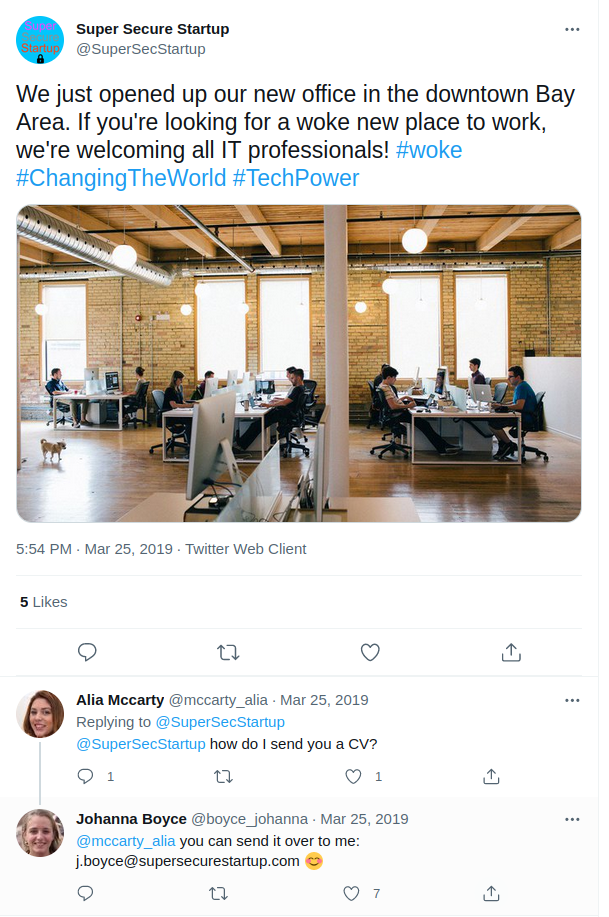 Super
Secure
Startup
Super Secure Startup
@SuperSecStartup
We just opened up our new office in the downtown Bay
Area. If you're looking for a woke new place to work,
we're welcoming all IT professionals! #woke
#ChangingTheWorld #TechPower
5:54 PM · Mar 25, 2019 · Twitter Web Client
5 Likes
Alia Mccarty @mccarty_alia · Mar 25, 2019
Replying to @SuperSecStartup
@SuperSecStartup how do I send you a CV?
1 1
Johanna Boyce @boyce_johanna · Mar 25, 2019
@mccarty_alia you can send it over to me:
j.boyce@supersecurestartup.com 😊
7